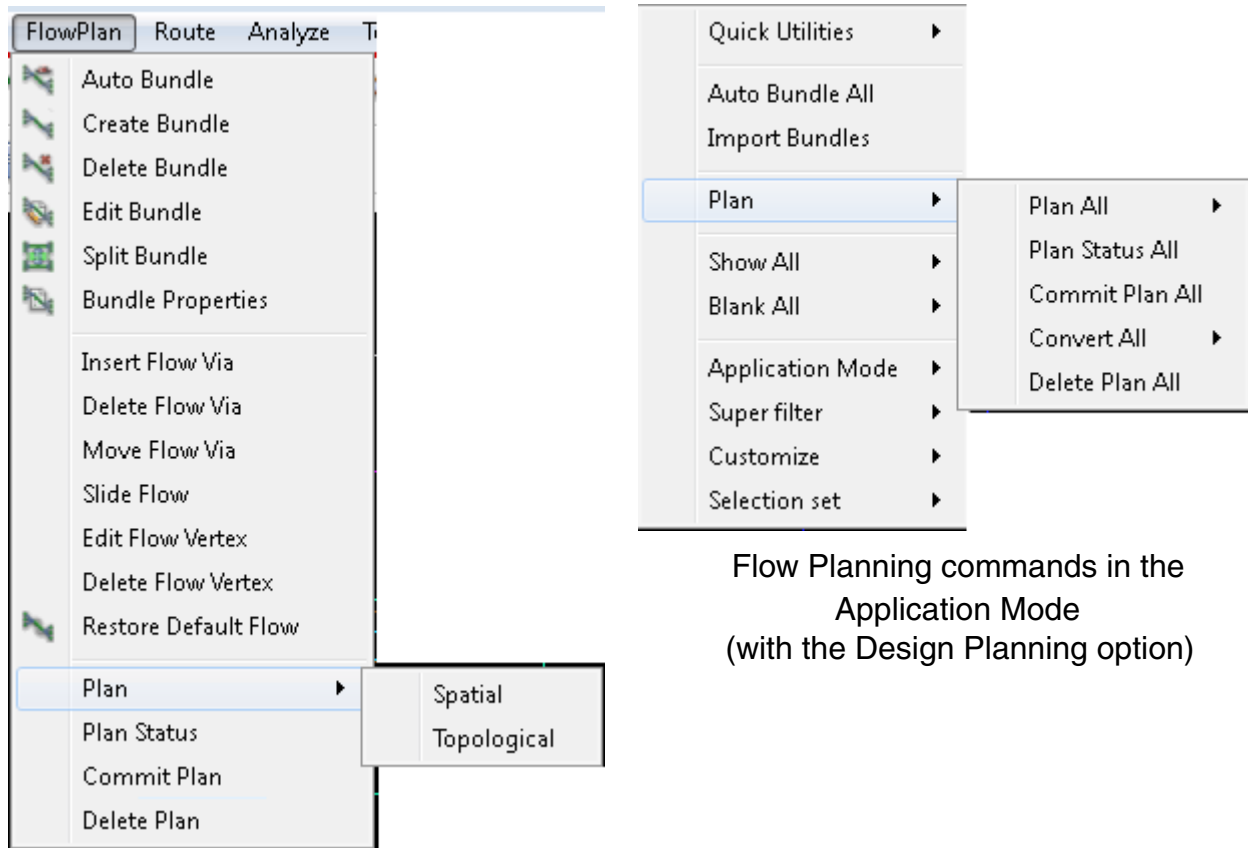 FlowPlan Route Analyze
Auto Bundle
Create Bundle
Delete Bundle
Edit Bundle
Split Bundle
Bundle Properties
Insert Flow Via
Delete Flow Via
Move Flow Via
Slide Flow
Edit Flow Vertex
Delete Flow Vertex
Restore Default Flow
Plan
Plan Status
Commit Plan
Delete Plan
Spatial
Topological
Quick Utilities
Auto Bundle All
Import Bundles
Plan
Show All
Blank All
Application Mode
Super filter
Customize
Selection set
Plan All
Plan Status All
Commit Plan All
Convert All
Delete Plan All
Flow Planning commands in the
Application Mode
(with the Design Planning option)